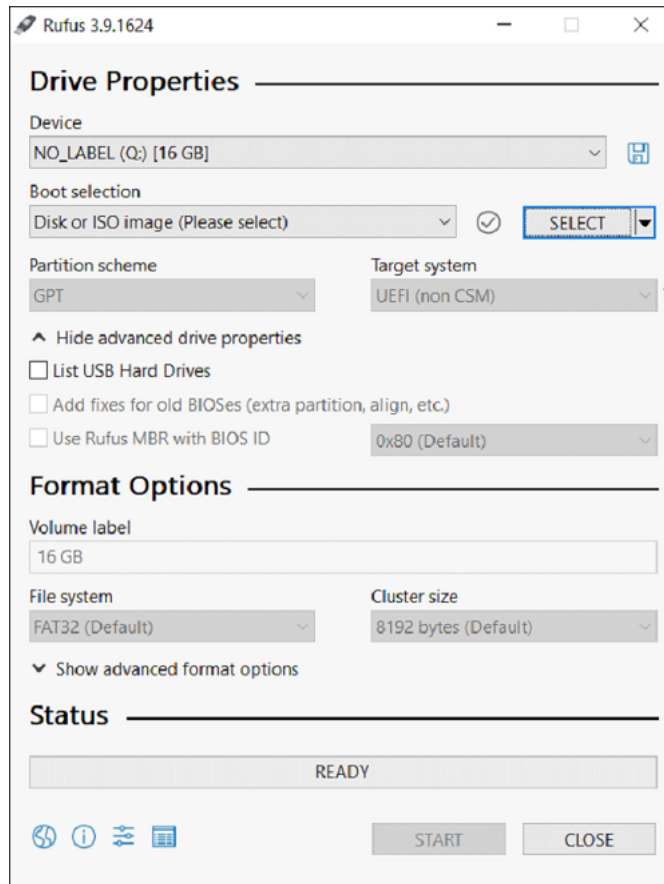 Rufus 3.9.1624
Drive Properties
Device
NO_LABEL (Q:) [16 GB]
Boot selection
Disk or ISO image (Please select)
SELECT
Partition scheme
Target system
GPT
UEFI (non CSM)
Hide advanced drive properties
List USB Hard Drives
Add fixes for old BIOSes (extra partition, align, etc.)
Use Rufus MBR with BIOS ID
0x80 (Default)
Format Options
Volume label
16 GB
File system
Cluster size
FAT32 (Default)
8192 bytes (Default)
Show advanced format options
Status
READY
START
CLOSE